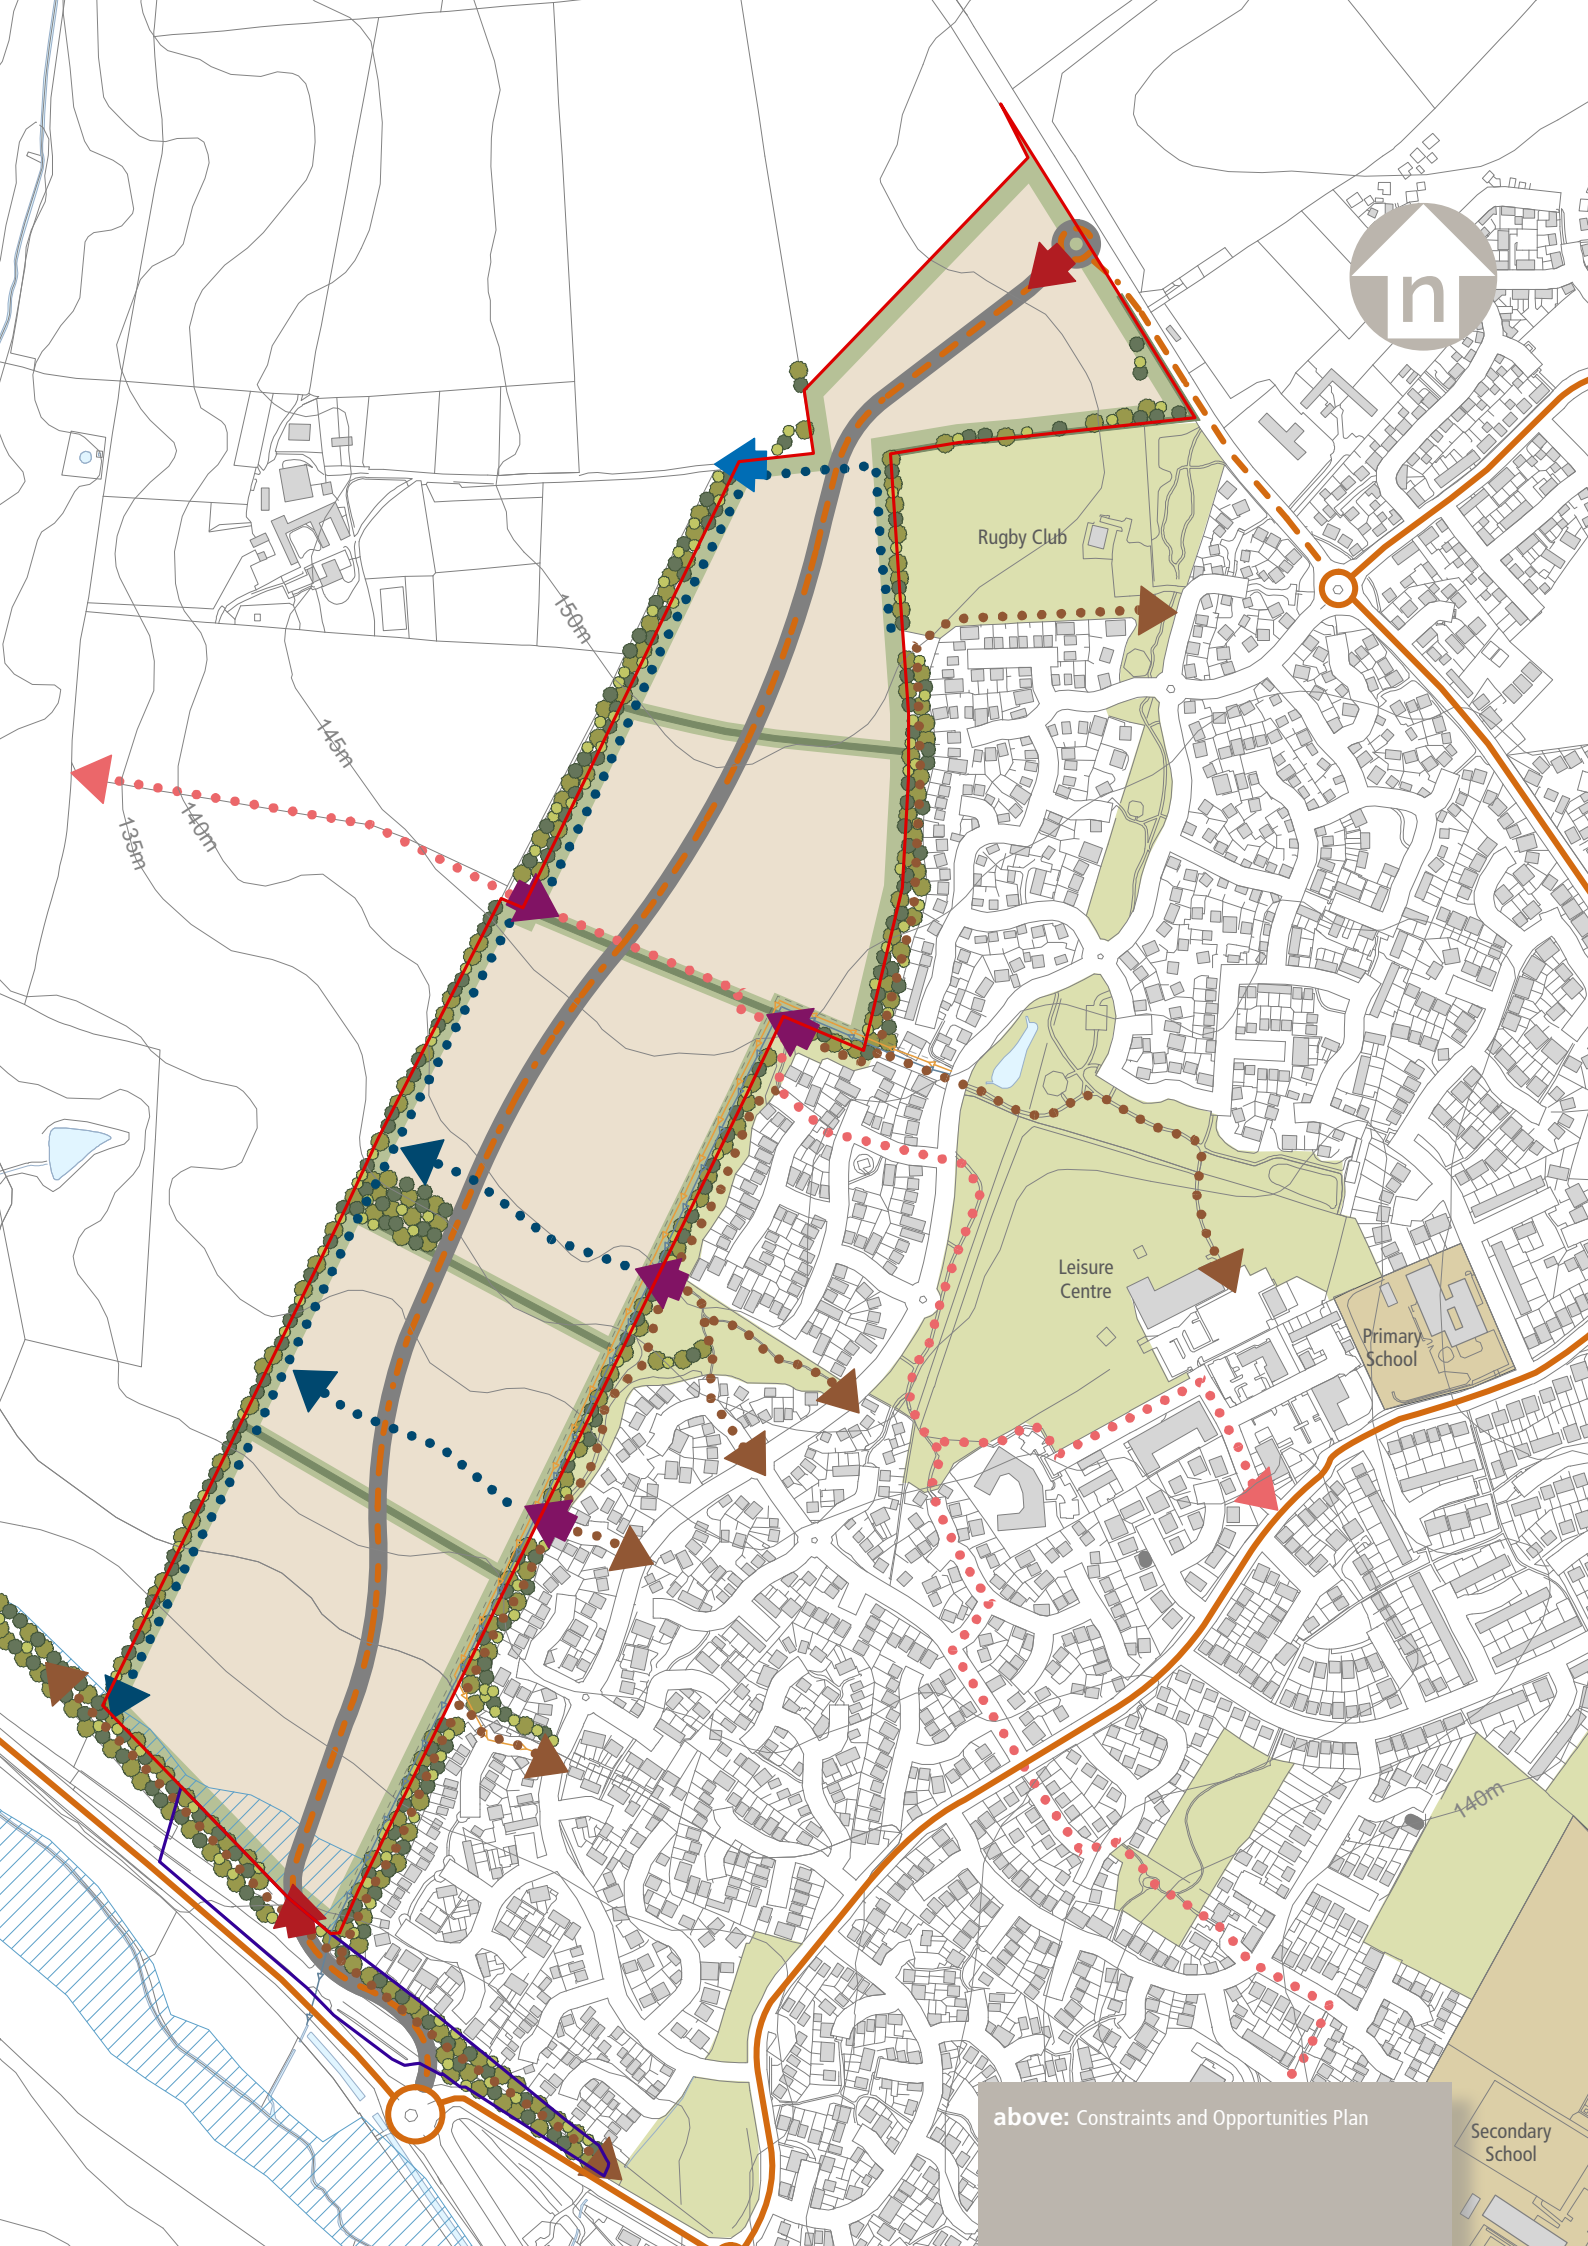 n
Rugby Club
150m
145m
140m
135m
Leisure
Centre
Primary
School
140m
above: Constraints and Opportunities Plan
Secondary
School